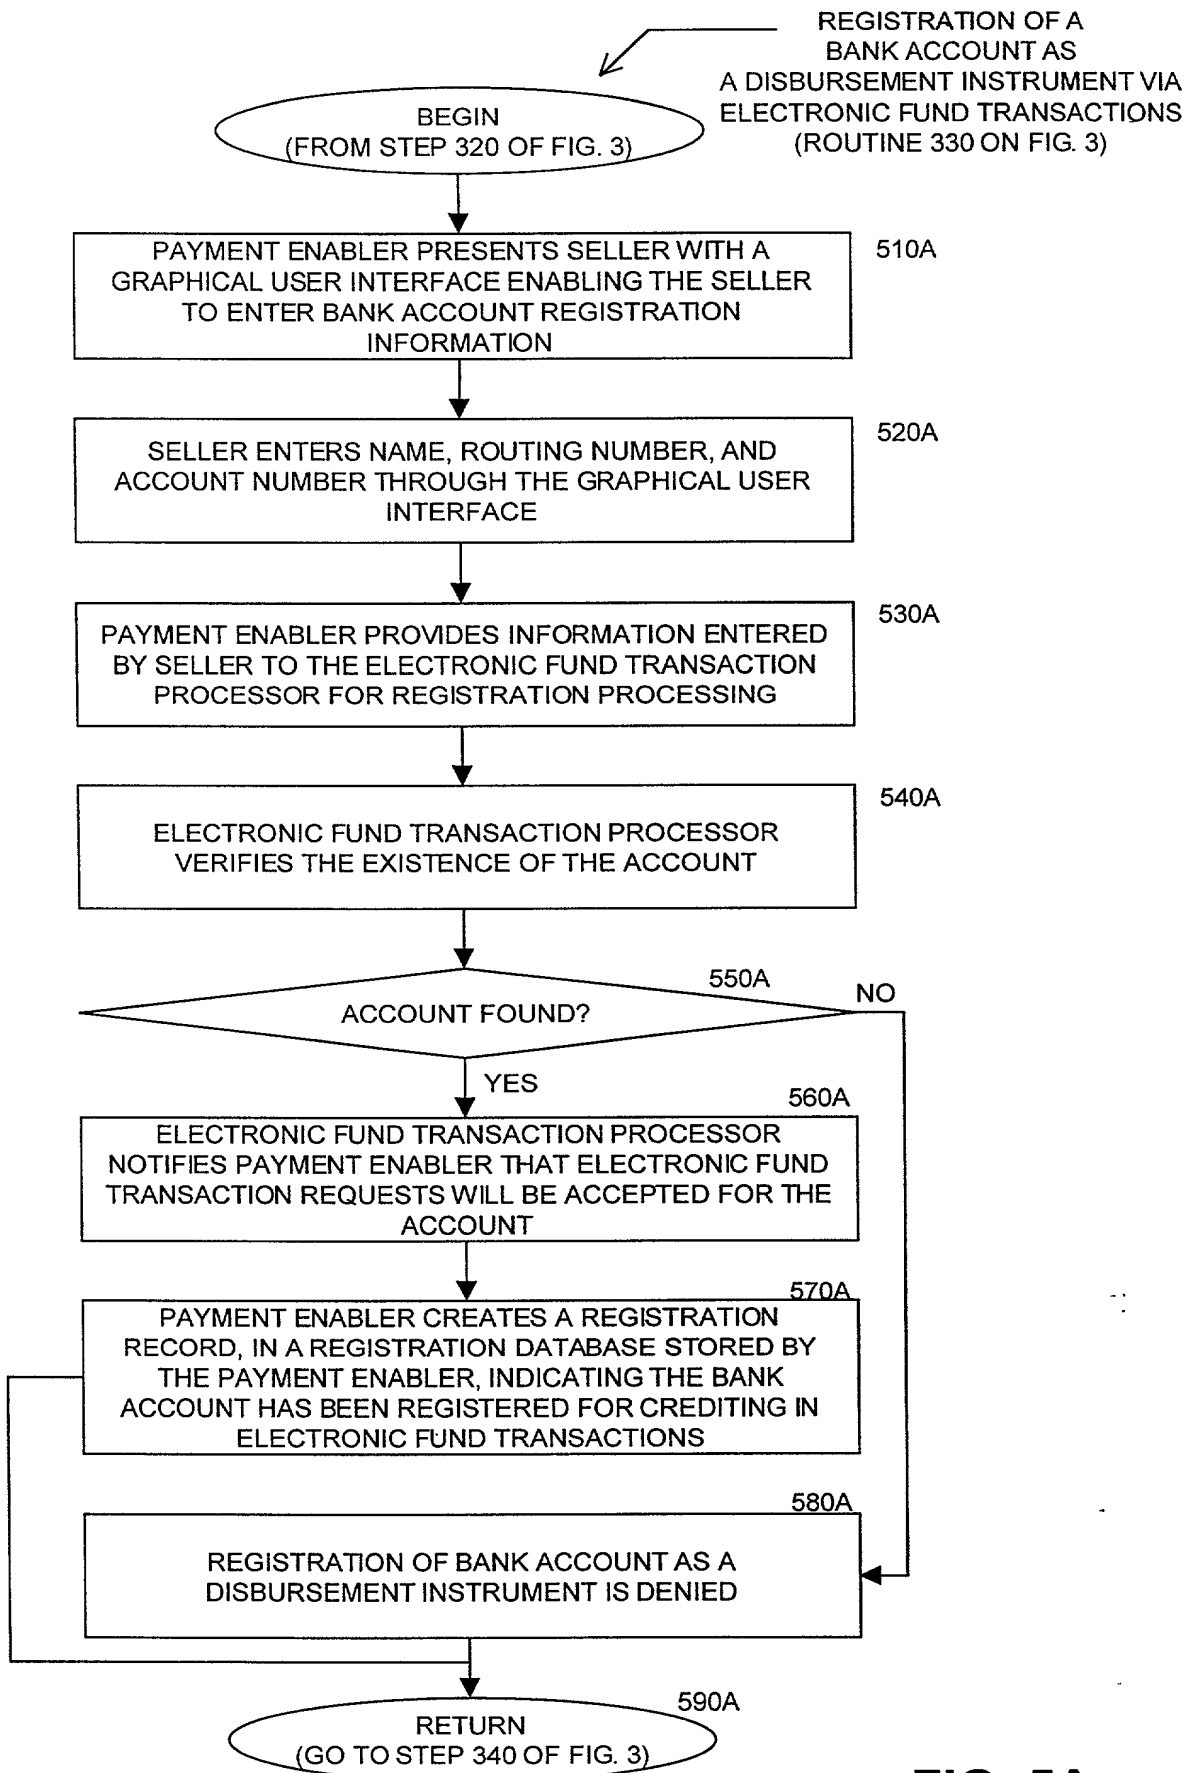 REGISTRATION OF A
BANK ACCOUNT AS
A DISBURSEMENT INSTRUMENT VIA
ELECTRONIC FUND TRANSACTIONS
(ROUTINE 330 ON FIG. 3)
BEGIN
(FROM STEP 320 OF FIG. 3)
510A
PAYMENT ENABLER PRESENTS SELLER WITH A
GRAPHICAL USER INTERFACE ENABLING THE SELLER
TO ENTER BANK ACCOUNT REGISTRATION
INFORMATION
520A
SELLER ENTERS NAME, ROUTING NUMBER, AND
ACCOUNT NUMBER THROUGH THE GRAPHICAL USER
INTERFACE
530A
PAYMENT ENABLER PROVIDES INFORMATION ENTERED
BY SELLER TO THE ELECTRONIC FUND TRANSACTION
PROCESSOR FOR REGISTRATION PROCESSING
540A
ELECTRONIC FUND TRANSACTION PROCESSOR
VERIFIES THE EXISTENCE OF THE ACCOUNT
550A
ACCOUNT FOUND?
NO
YES
560A
ELECTRONIC FUND TRANSACTION PROCESSOR
NOTIFIES PAYMENT ENABLER THAT ELECTRONIC FUND
TRANSACTION REQUESTS WILL BE ACCEPTED FOR THE
ACCOUNT
570A
PAYMENT ENABLER CREATES A REGISTRATION
RECORD, IN A REGISTRATION DATABASE STORED BY
THE PAYMENT ENABLER, INDICATING THE BANK
ACCOUNT HAS BEEN REGISTERED FOR CREDITING IN
ELECTRONIC FUND TRANSACTIONS
580A
REGISTRATION OF BANK ACCOUNT AS A
DISBURSEMENT INSTRUMENT IS DENIED
590A
RETURN
(GO TO STEP 340 OF FIG. 3)